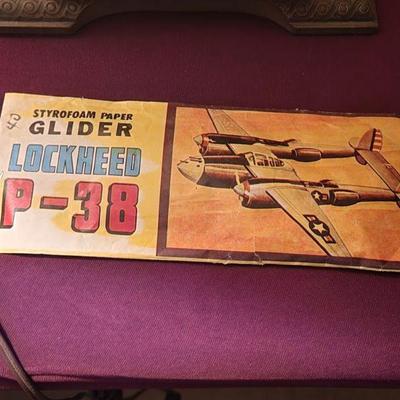 STYROFOAM PAPER
GLIDER
LOCKHEED
P-38